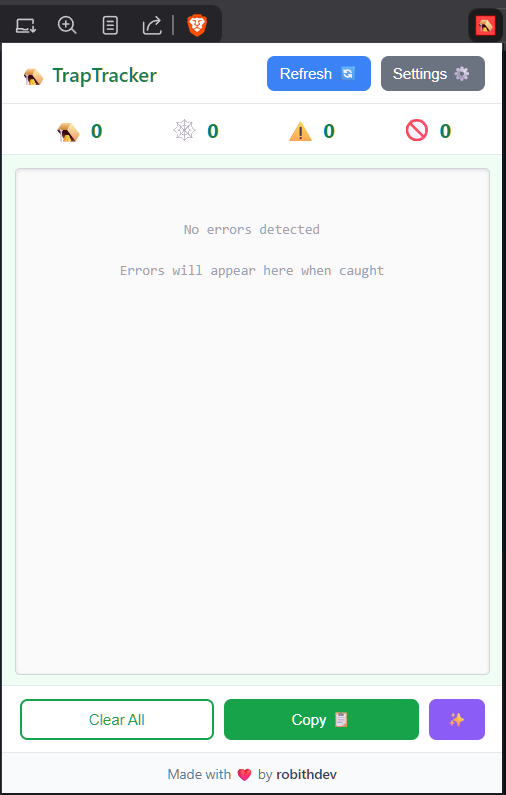 TrapTracker
Refresh
Settings
0
0
0
0
No errors detected
Errors will appear here when caught
Clear All
Copy
Made with ❤️ by robithdev